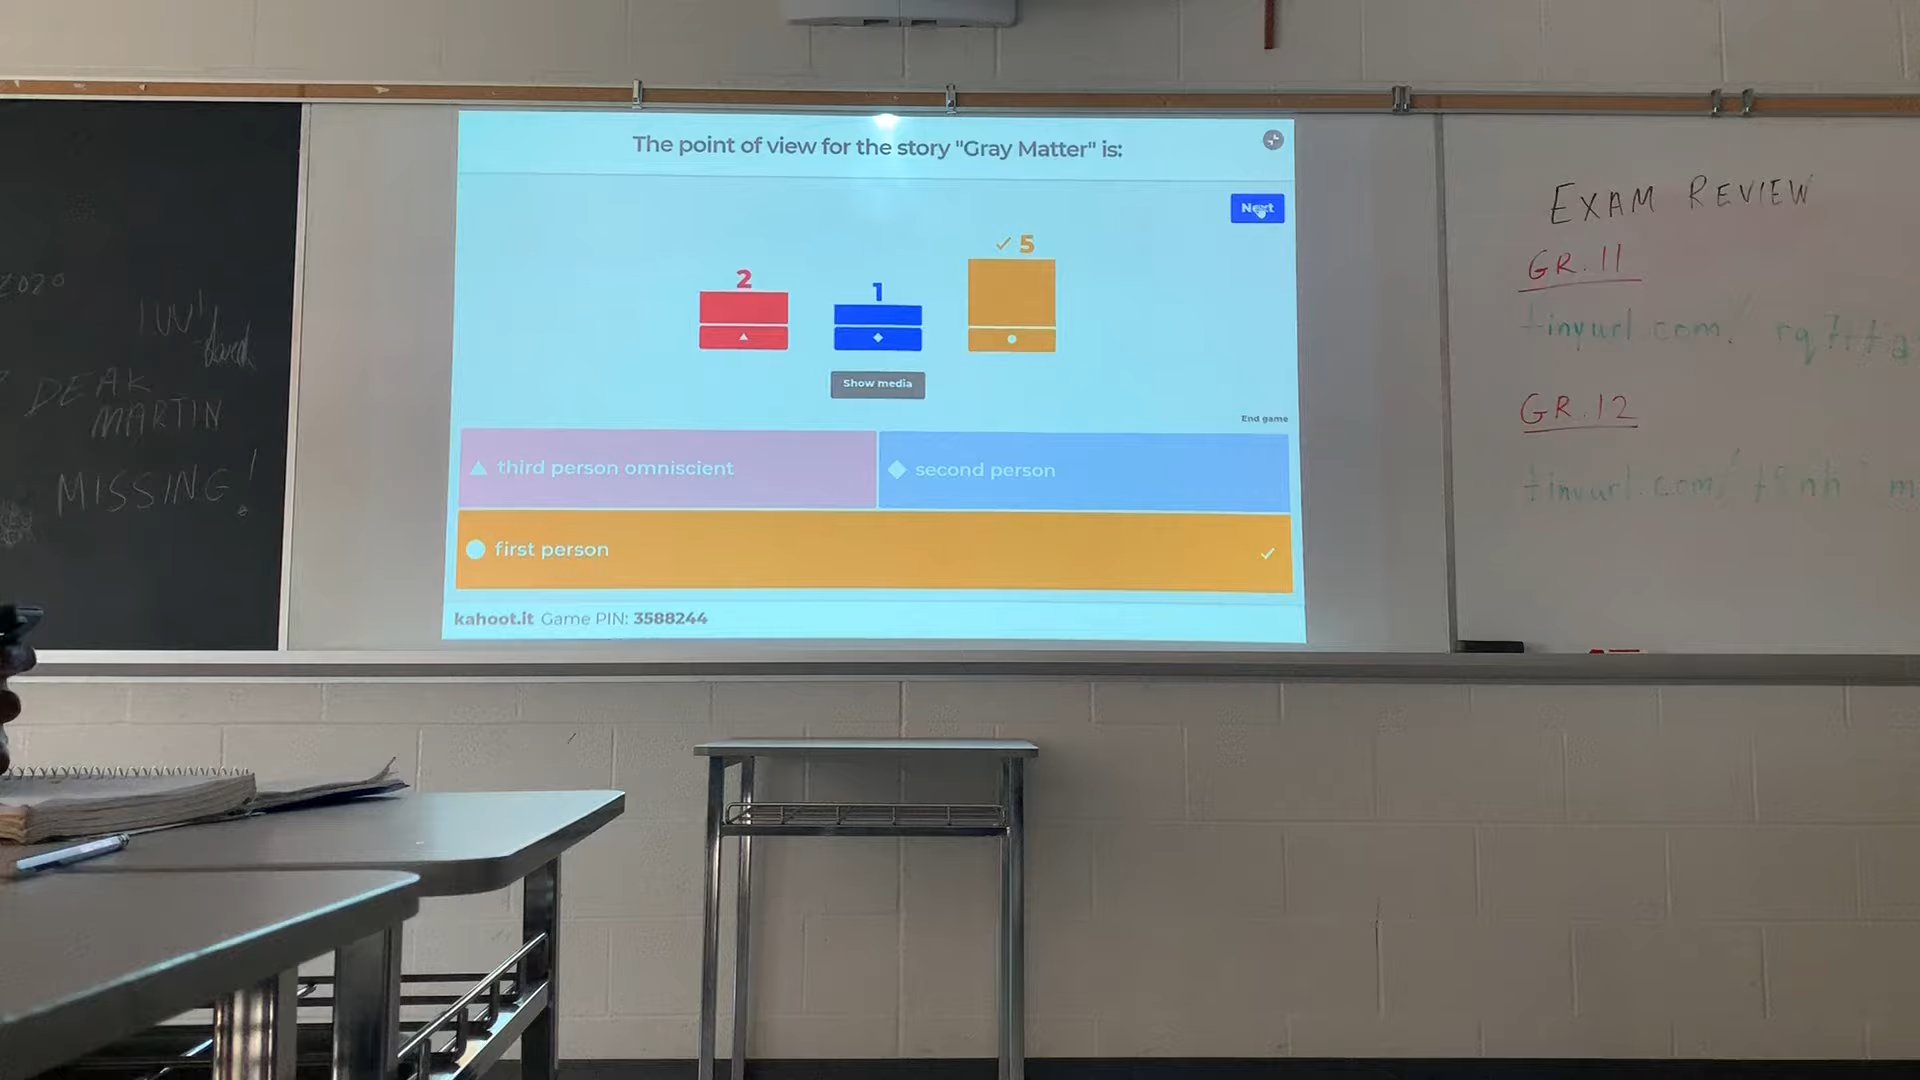 The point of view for the story "Gray Matter" is:
Next
2
1
✓ 5
Show media
End game
third person omniscient
second person
first person
kahoot.it Game PIN: 3588244
EXAM REVIEW
GR.11
tinyurl.com/
GR.12
tinyurl.com/
2020
DEAK
MARTIN
MISSING!